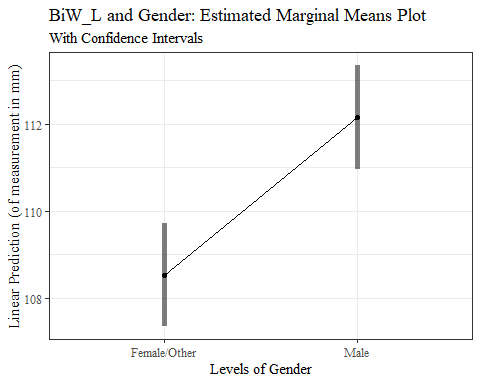 BiW_L and Gender: Estimated Marginal Means Plot
With Confidence Intervals
Linear Prediction (of measurement in mm)
112
110
108
Female/Other
Male
Levels of Gender